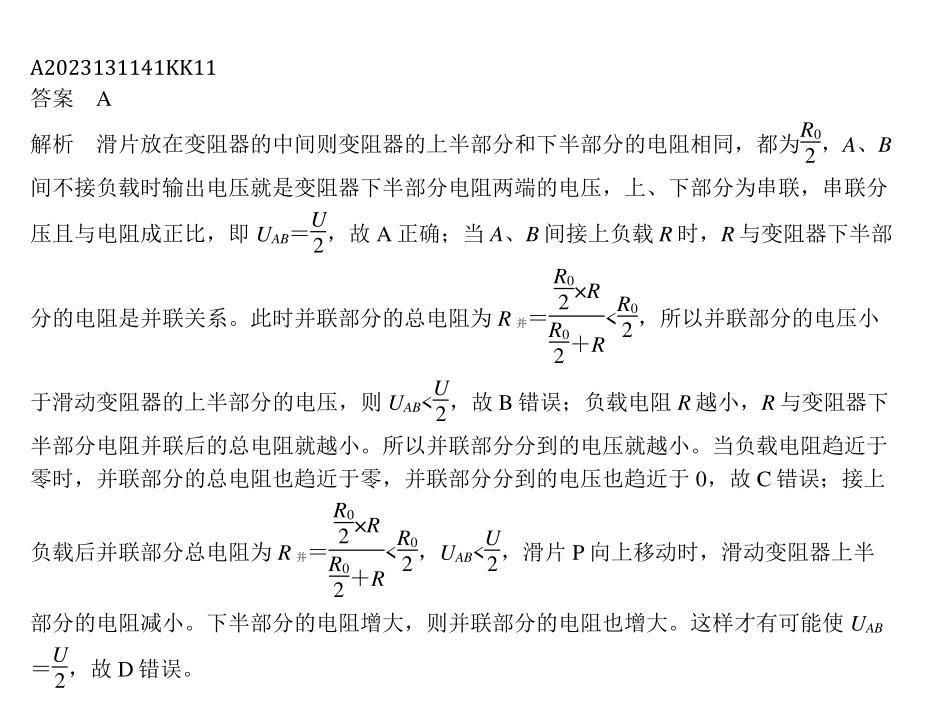 A2023131141KK11
答案　A
解析　滑片放在变阻器的中间则变阻器的上半部分和下半部分的电阻相同，都为\frac{R_0}{2}，A、B
间不接负载时输出电压就是变阻器下半部分电阻两端的电压，上、下部分为串联，串联分
压且与电阻成正比，即 U_{AB}＝\frac{U}{2}，故 A 正确；当 A、B 间接上负载 R 时，R 与变阻器下半部
分的电阻是并联关系。此时并联部分的总电阻为 R_并＝\frac{\frac{R_0}{2}×R}{\frac{R_0}{2}＋R}<\frac{R_0}{2}，所以并联部分的电压小
于滑动变阻器的上半部分的电压，则 U_{AB}<\frac{U}{2}，故 B 错误；负载电阻 R 越小，R 与变阻器下
半部分电阻并联后的总电阻就越小。所以并联部分分到的电压就越小。当负载电阻趋近于
零时，并联部分的总电阻也趋近于零，并联部分分到的电压也趋近于 0，故 C 错误；接上
负载后并联部分总电阻为 R_并＝\frac{\frac{R_0}{2}×R}{\frac{R_0}{2}＋R}<\frac{R_0}{2}，U_{AB}<\frac{U}{2}，滑片 P 向上移动时，滑动变阻器上半
部分的电阻减小。下半部分的电阻增大，则并联部分的电阻也增大。这样才有可能使 U_{AB}
＝\frac{U}{2}，故 D 错误。